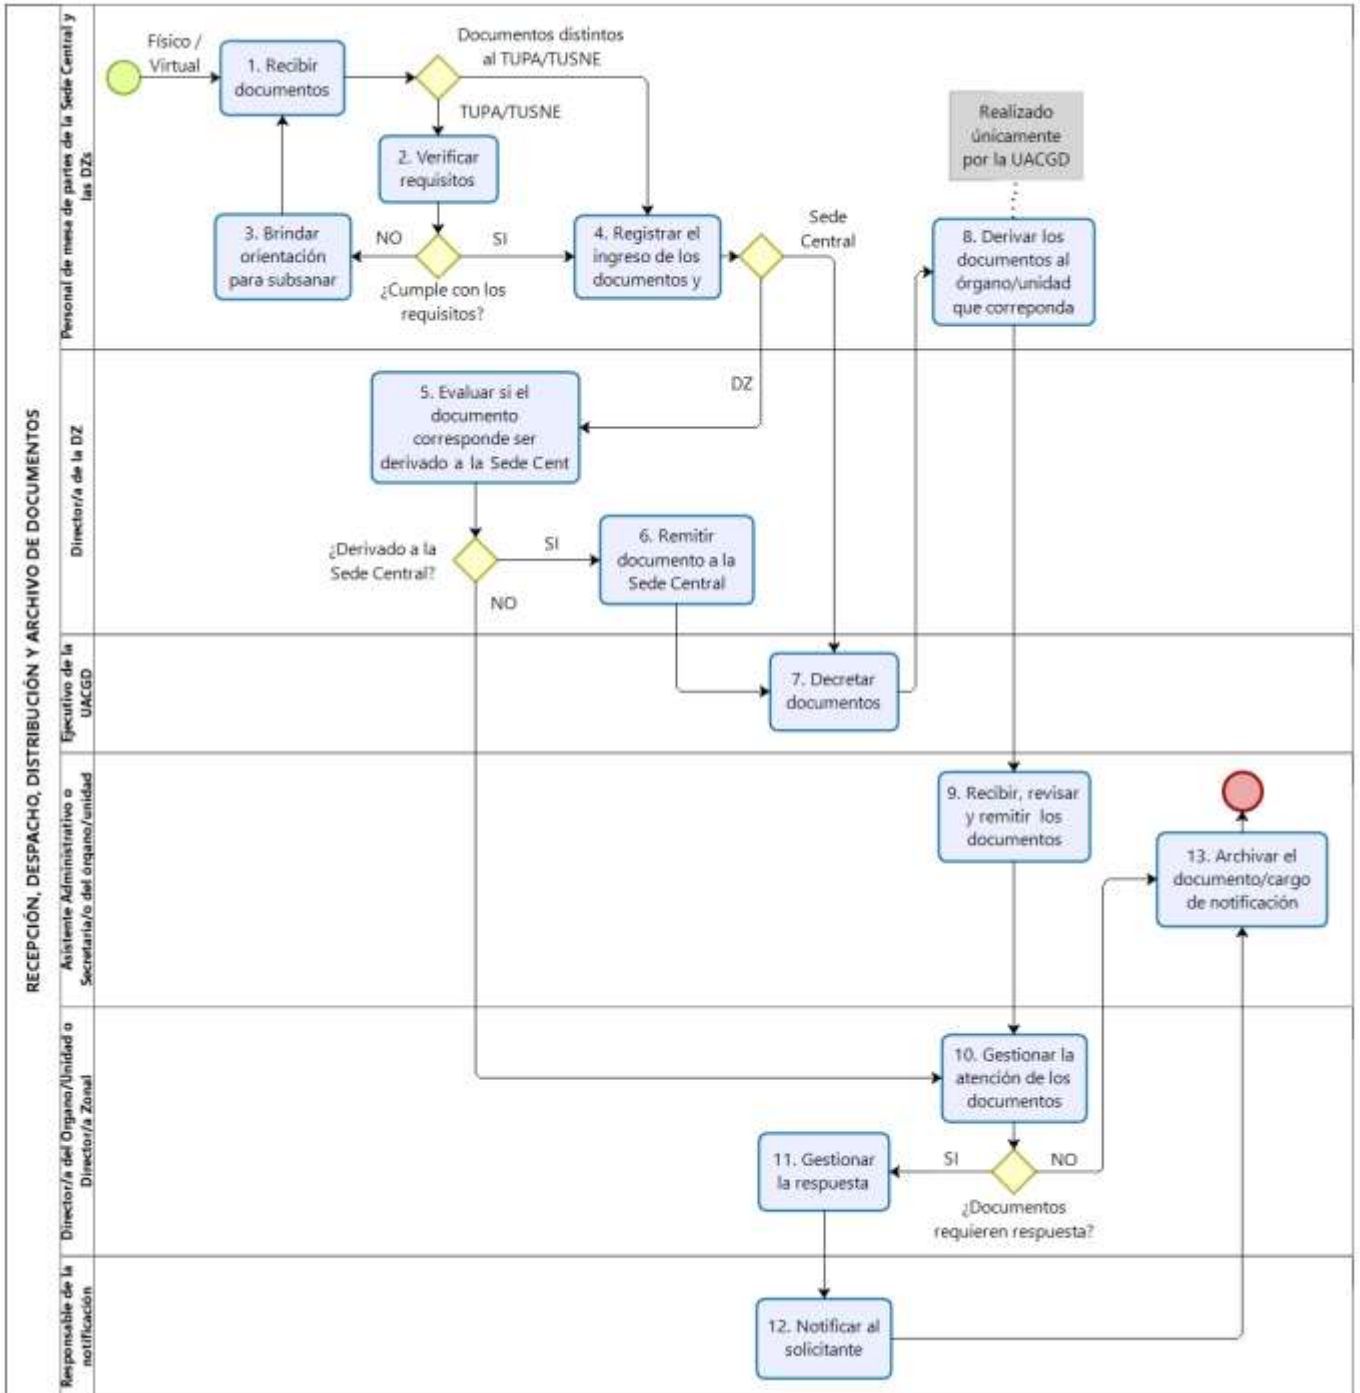 RECEPCIÓN, DESPACHO, DISTRIBUCIÓN Y ARCHIVO DE DOCUMENTOS
Personal de mesa de partes de la Sede Central y
las DZs
Físico /
Virtual
1. Recibir
documentos
Documentos distintos
al TUPA/TUSNE
TUPA/TUSNE
2. Verificar
requisitos
3. Brindar
orientación
para subsanar
NO
SI
¿Cumple con los
requisitos?
4. Registrar el
ingreso de los
documentos y
Sede
Central
Realizado
únicamente
por la UACGD
8. Derivar los
documentos al
órgano/unidad
que correponda
Director/a de la DZ
DZ
5. Evaluar si el
documento
corresponde ser
derivado a la Sede Cent
¿Derivado a la
Sede Central?
SI
NO
6. Remitir
documento a la
Sede Central
Ejecutivo de la
UACGD
7. Decretar
documentos
Asistente Administrativo o
Secretaria/o del órgano/unidad
9. Recibir, revisar
y remitir los
documentos
13. Archivar el
documento/cargo
de notificación
Director/a del Organo/Unidad o
Director/a Zonal
10. Gestionar la
atención de los
documentos
11. Gestionar
la respuesta
SI
NO
¿Documentos
requieren respuesta?
Responsable de la
notificación
12. Notificar al
solicitante